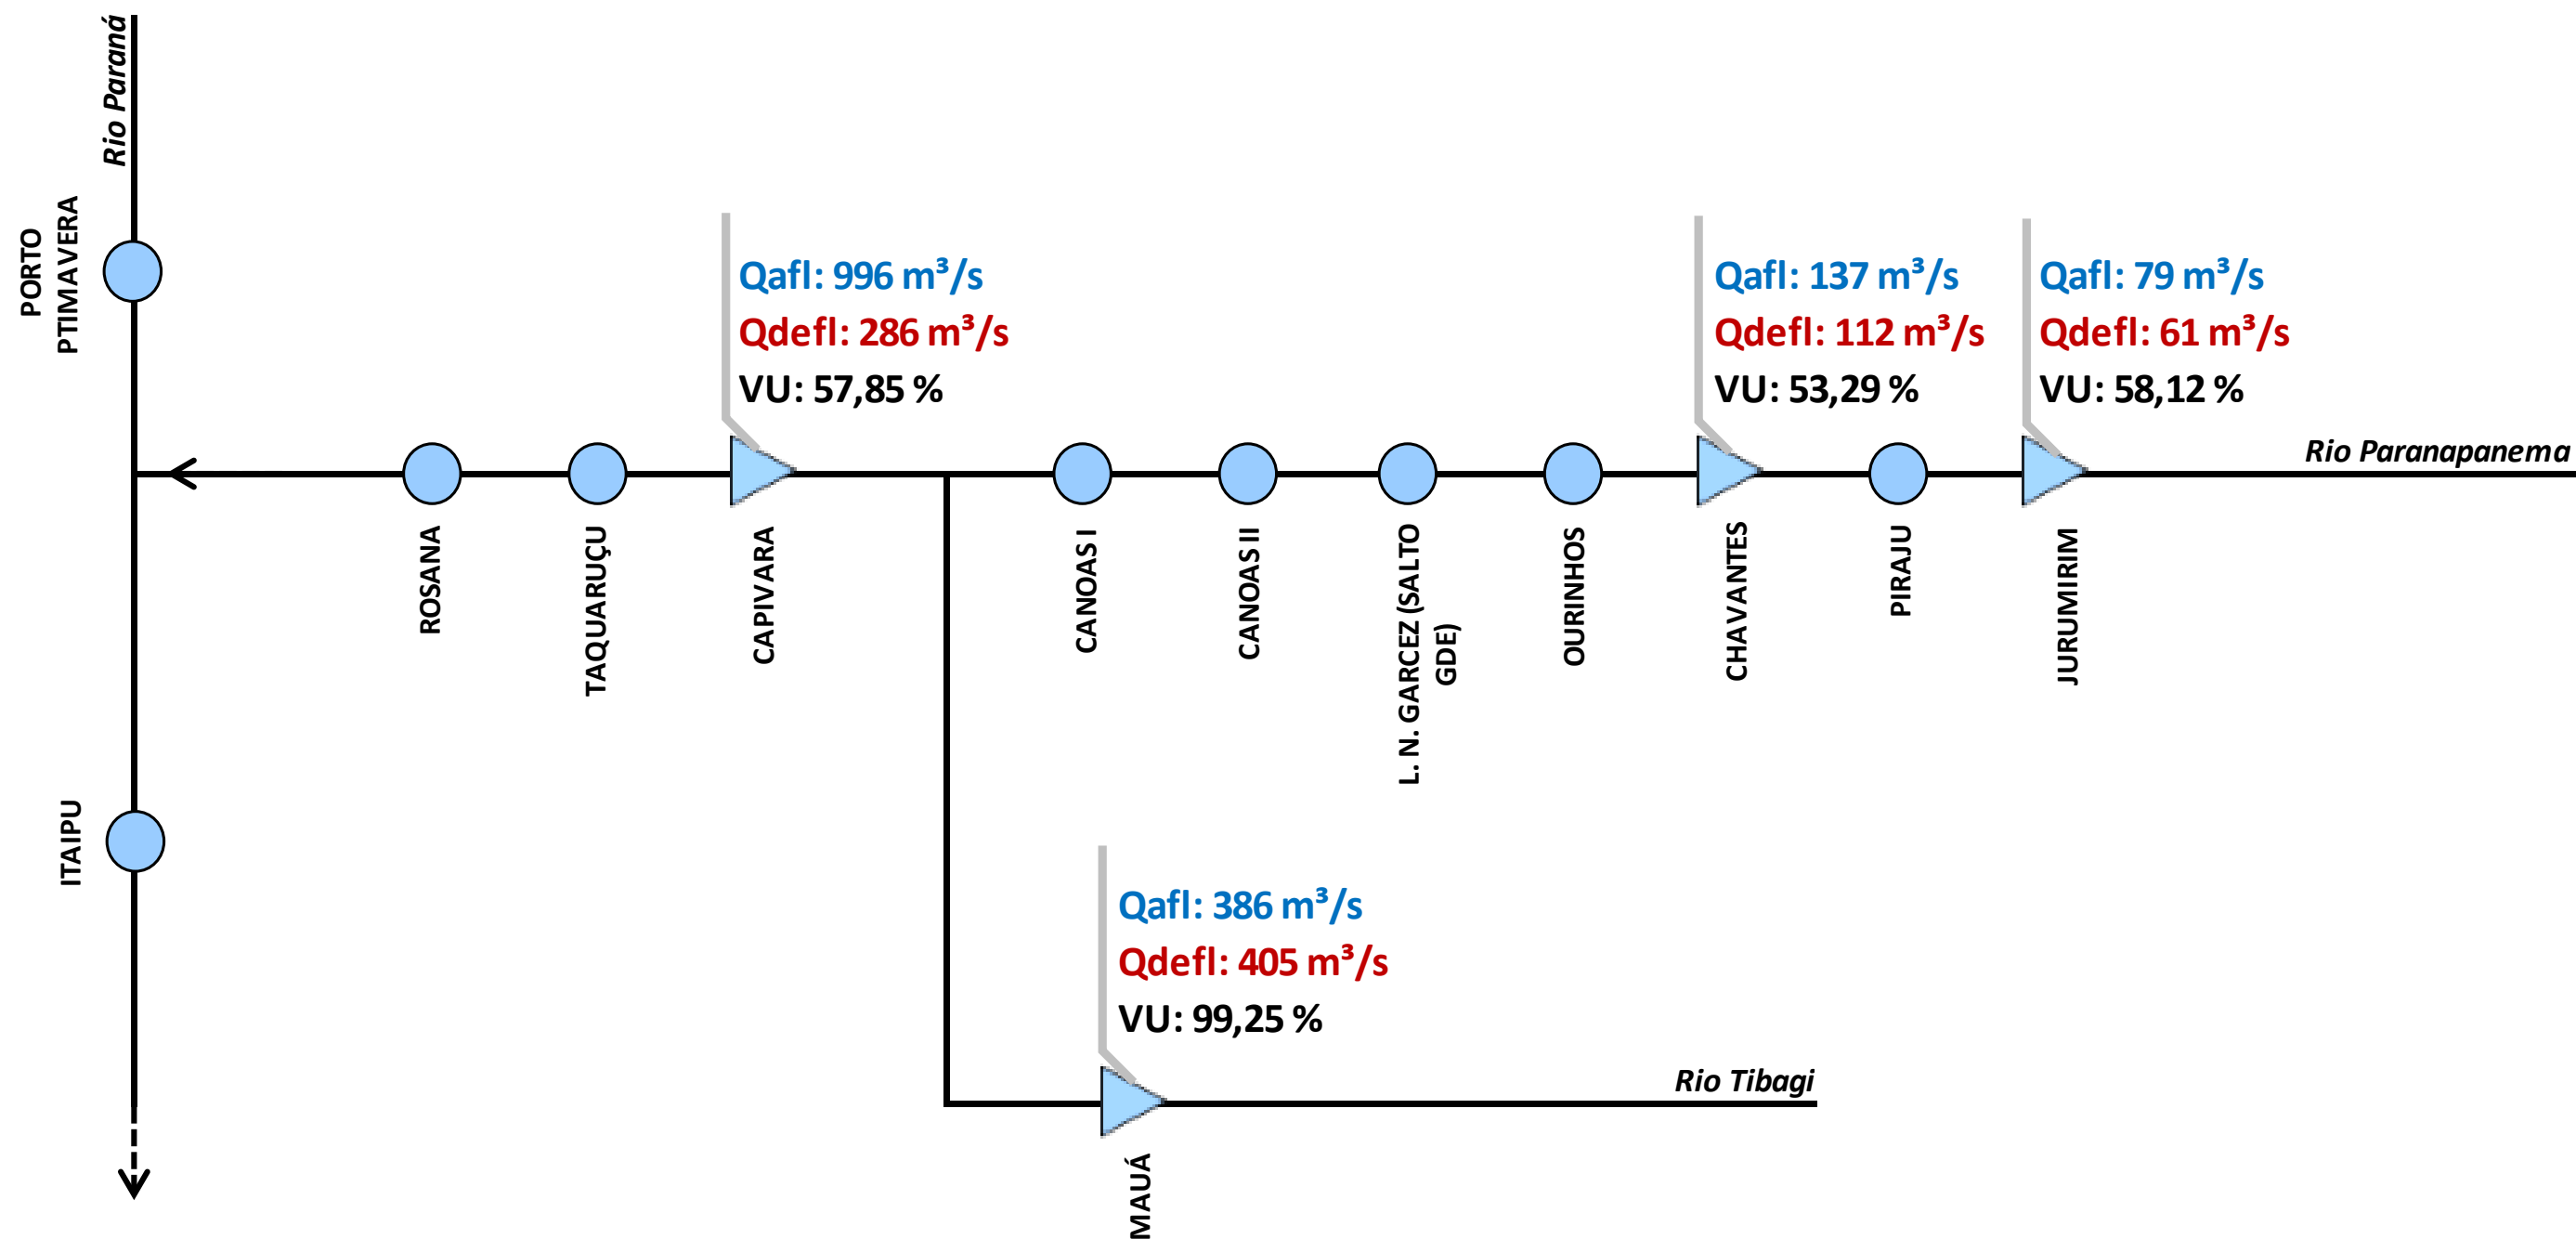 Rio Paraná
PORTO
PTIMAVERA
Qafl: 996 m³/s
Qdefl: 286 m³/s
VU: 57,85 %
Qafl: 137 m³/s
Qdefl: 112 m³/s
VU: 53,29 %
Qafl: 79 m³/s
Qdefl: 61 m³/s
VU: 58,12 %
Rio Paranapanema
ROSANA
TAQUARUÇU
CAPIVARA
CANOAS I
CANOAS II
L. N. GARCEZ (SALTO
GDE)
OURINHOS
CHAVANTES
PIRAJU
JURUMIRIM
ITAIPU
Qafl: 386 m³/s
Qdefl: 405 m³/s
VU: 99,25 %
Rio Tibagi
MAUÁ